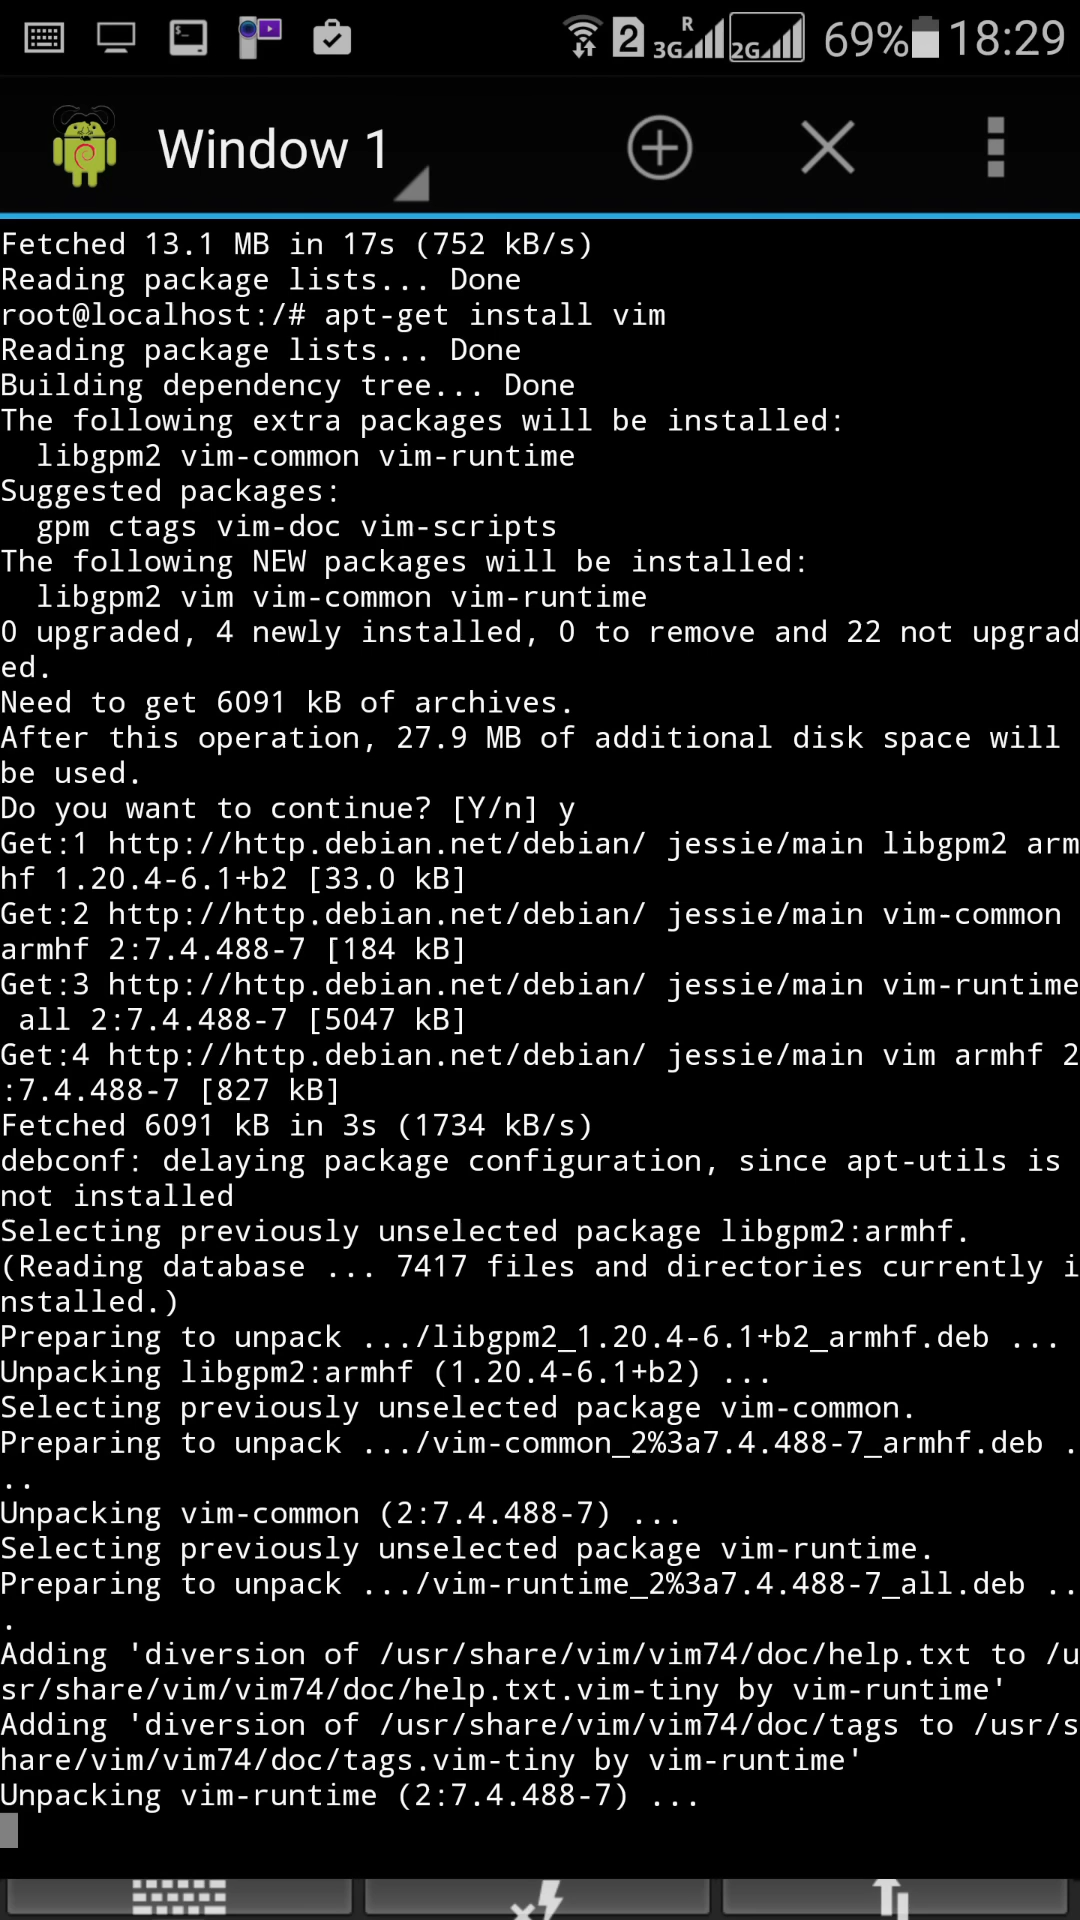 2 3G R 2G 69% 18:29
Window 1
Fetched 13.1 MB in 17s (752 kB/s)
Reading package lists... Done
root@localhost:/# apt-get install vim
Reading package lists... Done
Building dependency tree... Done
The following extra packages will be installed:
  libgpm2 vim-common vim-runtime
Suggested packages:
  gpm ctags vim-doc vim-scripts
The following NEW packages will be installed:
  libgpm2 vim vim-common vim-runtime
0 upgraded, 4 newly installed, 0 to remove and 22 not upgrad
ed.
Need to get 6091 kB of archives.
After this operation, 27.9 MB of additional disk space will
be used.
Do you want to continue? [Y/n] y
Get:1 http://http.debian.net/debian/ jessie/main libgpm2 arm
hf 1.20.4-6.1+b2 [33.0 kB]
Get:2 http://http.debian.net/debian/ jessie/main vim-common
armhf 2:7.4.488-7 [184 kB]
Get:3 http://http.debian.net/debian/ jessie/main vim-runtime
 all 2:7.4.488-7 [5047 kB]
Get:4 http://http.debian.net/debian/ jessie/main vim armhf 2
:7.4.488-7 [827 kB]
Fetched 6091 kB in 3s (1734 kB/s)
debconf: delaying package configuration, since apt-utils is
not installed
Selecting previously unselected package libgpm2:armhf.
(Reading database ... 7417 files and directories currently i
nstalled.)
Preparing to unpack .../libgpm2_1.20.4-6.1+b2_armhf.deb ...
Unpacking libgpm2:armhf (1.20.4-6.1+b2) ...
Selecting previously unselected package vim-common.
Preparing to unpack .../vim-common_2%3a7.4.488-7_armhf.deb .
..
Unpacking vim-common (2:7.4.488-7) ...
Selecting previously unselected package vim-runtime.
Preparing to unpack .../vim-runtime_2%3a7.4.488-7_all.deb ..
.
Adding 'diversion of /usr/share/vim/vim74/doc/help.txt to /u
sr/share/vim/vim74/doc/help.txt.vim-tiny by vim-runtime'
Adding 'diversion of /usr/share/vim/vim74/doc/tags to /usr/s
hare/vim/vim74/doc/tags.vim-tiny by vim-runtime'
Unpacking vim-runtime (2:7.4.488-7) ...